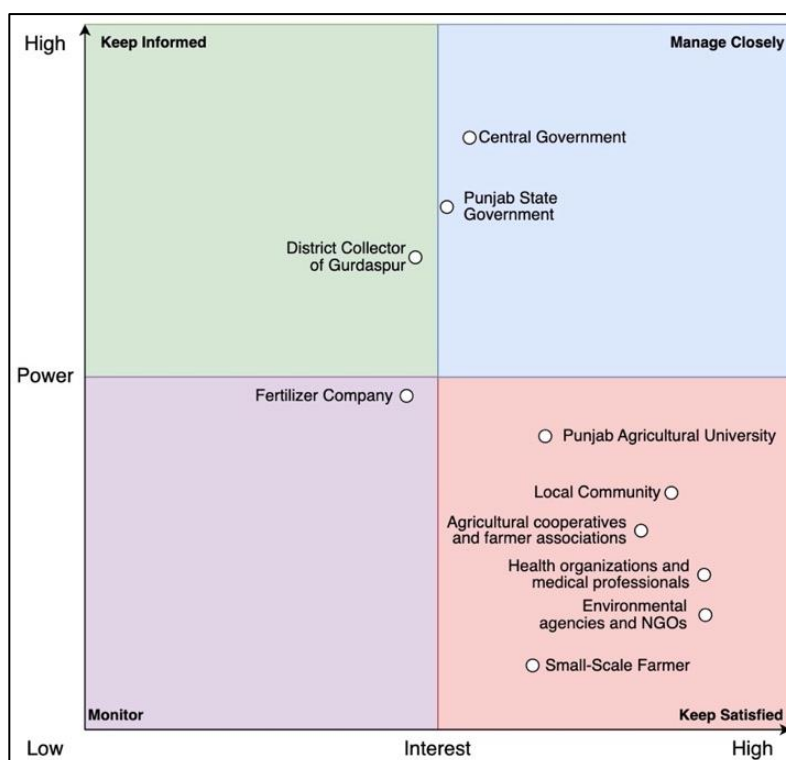 High
Keep Informed
Manage Closely
Central Government
Punjab State
Government
District Collector
of Gurdaspur
Power
Fertilizer Company
Punjab Agricultural University
Local Community
Agricultural cooperatives
and farmer associations
Health organizations and
medical professionals
Environmental
agencies and NGOs
Small-Scale Farmer
Monitor
Keep Satisfied
Low
Interest
High